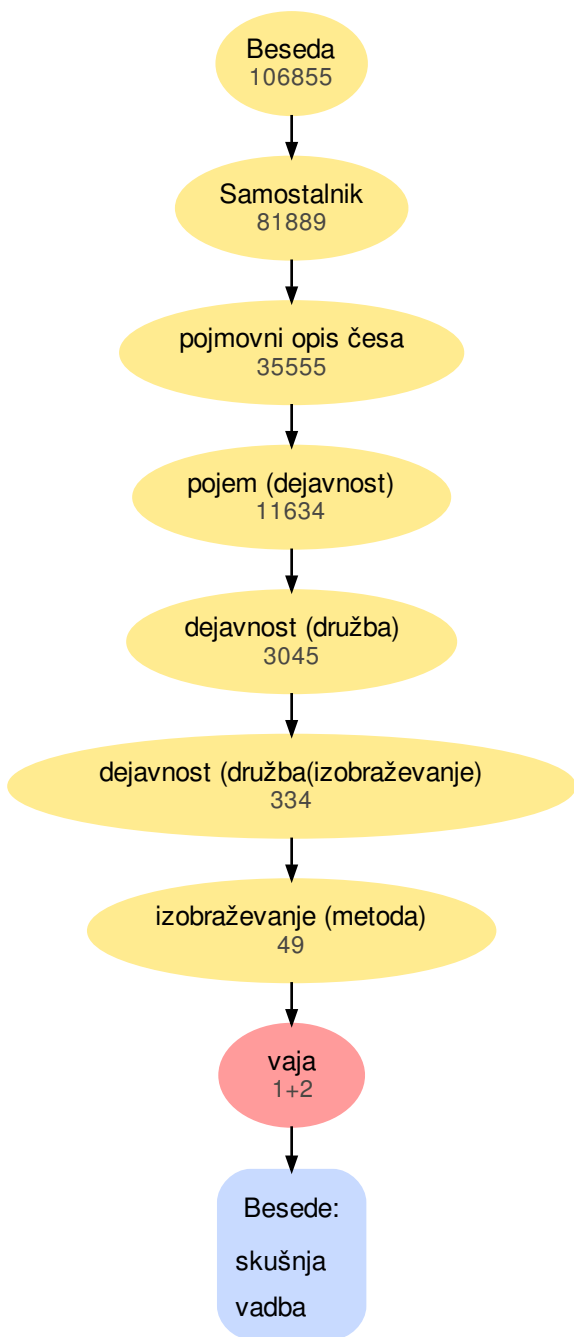 Beseda
106855
Samostalnik
81889
pojmovni opis česa
35555
pojem (dejavnost)
11634
dejavnost (družba)
3045
dejavnost (družba(izobraževanje)
334
izobraževanje (metoda)
49
vaja
1+2
Besede:
skušnja
vadba